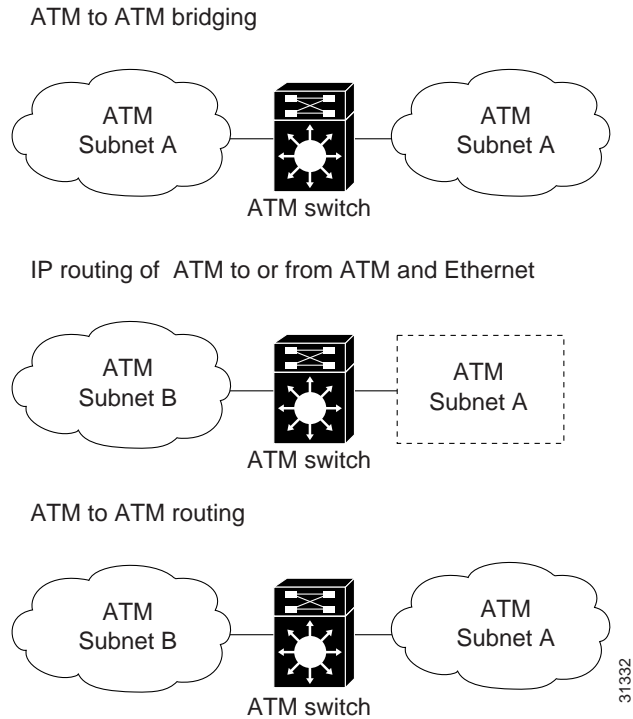 ATM to ATM bridging
ATM
Subnet A
ATM
Subnet A
ATM switch
IP routing of ATM to or from ATM and Ethernet
ATM
Subnet B
ATM
Subnet A
ATM switch
ATM to ATM routing
ATM
Subnet B
ATM
Subnet A
ATM switch
31332